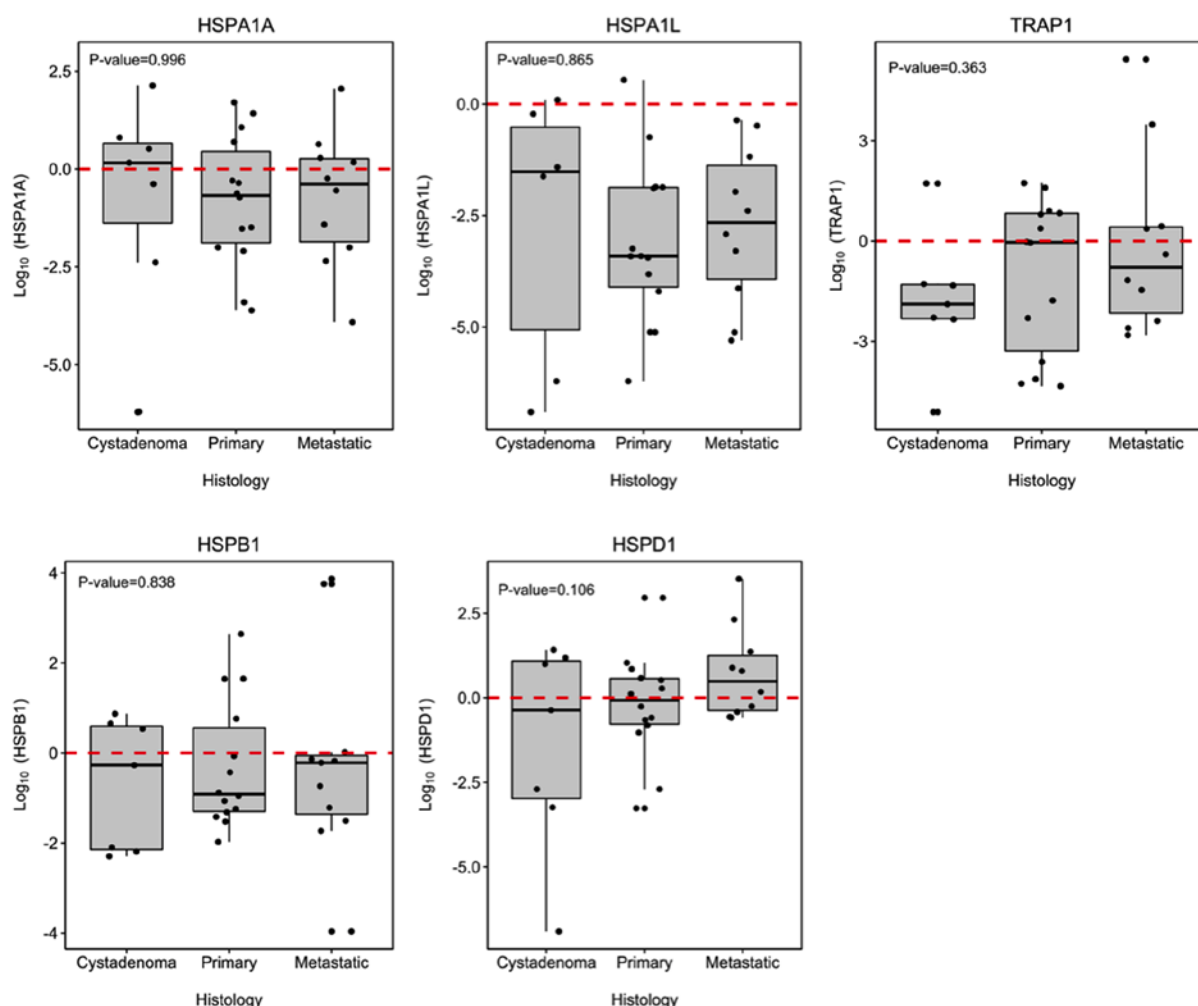 HSPA1A
P-value=0.996
2.5
0.0
-2.5
-5.0
Log10 (HSPA1A)
Cystadenoma Primary Metastatic
Histology
HSPA1L
P-value=0.865
0.0
-2.5
-5.0
Log10 (HSPA1L)
Cystadenoma Primary Metastatic
Histology
TRAP1
P-value=0.363
3
0
-3
Log10 (TRAP1)
Cystadenoma Primary Metastatic
Histology
HSPB1
P-value=0.838
4
2
0
-2
-4
Log10 (HSPB1)
Cystadenoma Primary Metastatic
Histology
HSPD1
P-value=0.106
2.5
0.0
-2.5
-5.0
Log10 (HSPD1)
Cystadenoma Primary Metastatic
Histology